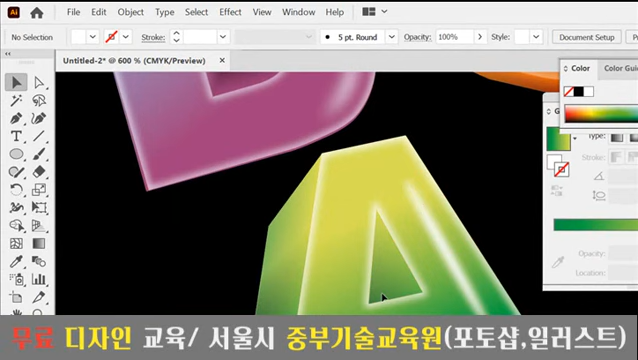 Ai File Edit Object Type Select Effect View Window Help
No Selection Stroke: 5 pt. Round Opacity: 100% Style: Document Setup
Untitled-2* @ 600 % (CMYK/Preview) ×
Color Color Gui
Type:
Stroke:
Opacity:
Location:
무료 디자인 교육/ 서울시 중부기술교육원(포토샵,일러스트)